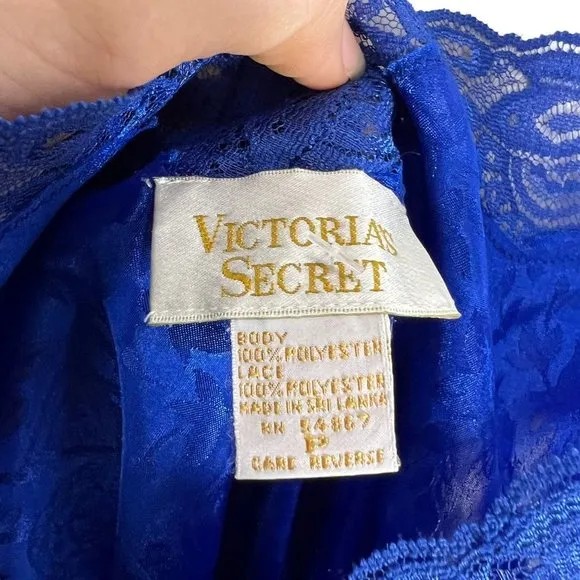 VICTORIA'S
SECRET
BODY
100% POLYESTER
LACE
100% POLYESTER
MADE IN SRI LANKA
RN 54867
P
CARE REVERSE